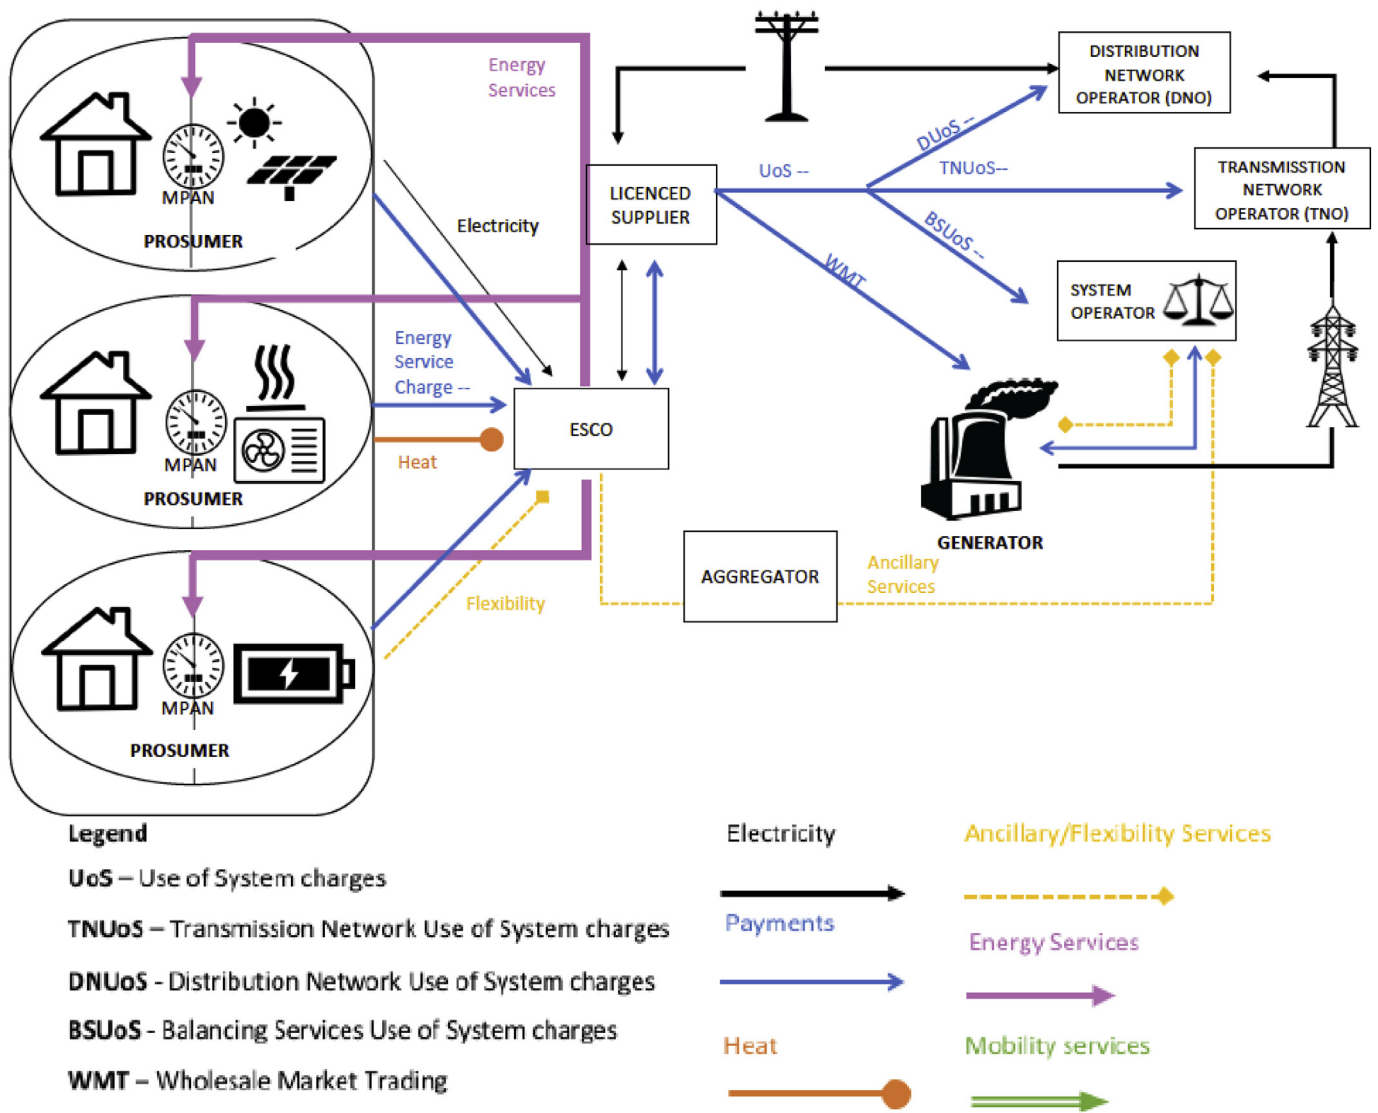 Energy
Services
DISTRIBUTION
NETWORK
OPERATOR (DNO)
MPAN
PROSUMER
Electricity
LICENCED
SUPPLIER
UoS --
DUoS --
TNUoS--
BSUoS --
WMT
TRANSMISSTION
NETWORK
OPERATOR (TNO)
SYSTEM
OPERATOR
Energy
Service
Charge --
MPAN
PROSUMER
Heat
ESCO
GENERATOR
Flexibility
AGGREGATOR
Ancillary
Services
MPAN
PROSUMER
Legend
UoS – Use of System charges
TNUoS – Transmission Network Use of System charges
DNUoS - Distribution Network Use of System charges
BSUoS - Balancing Services Use of System charges
WMT – Wholesale Market Trading
Electricity
Payments
Heat
Ancillary/Flexibility Services
Energy Services
Mobility services